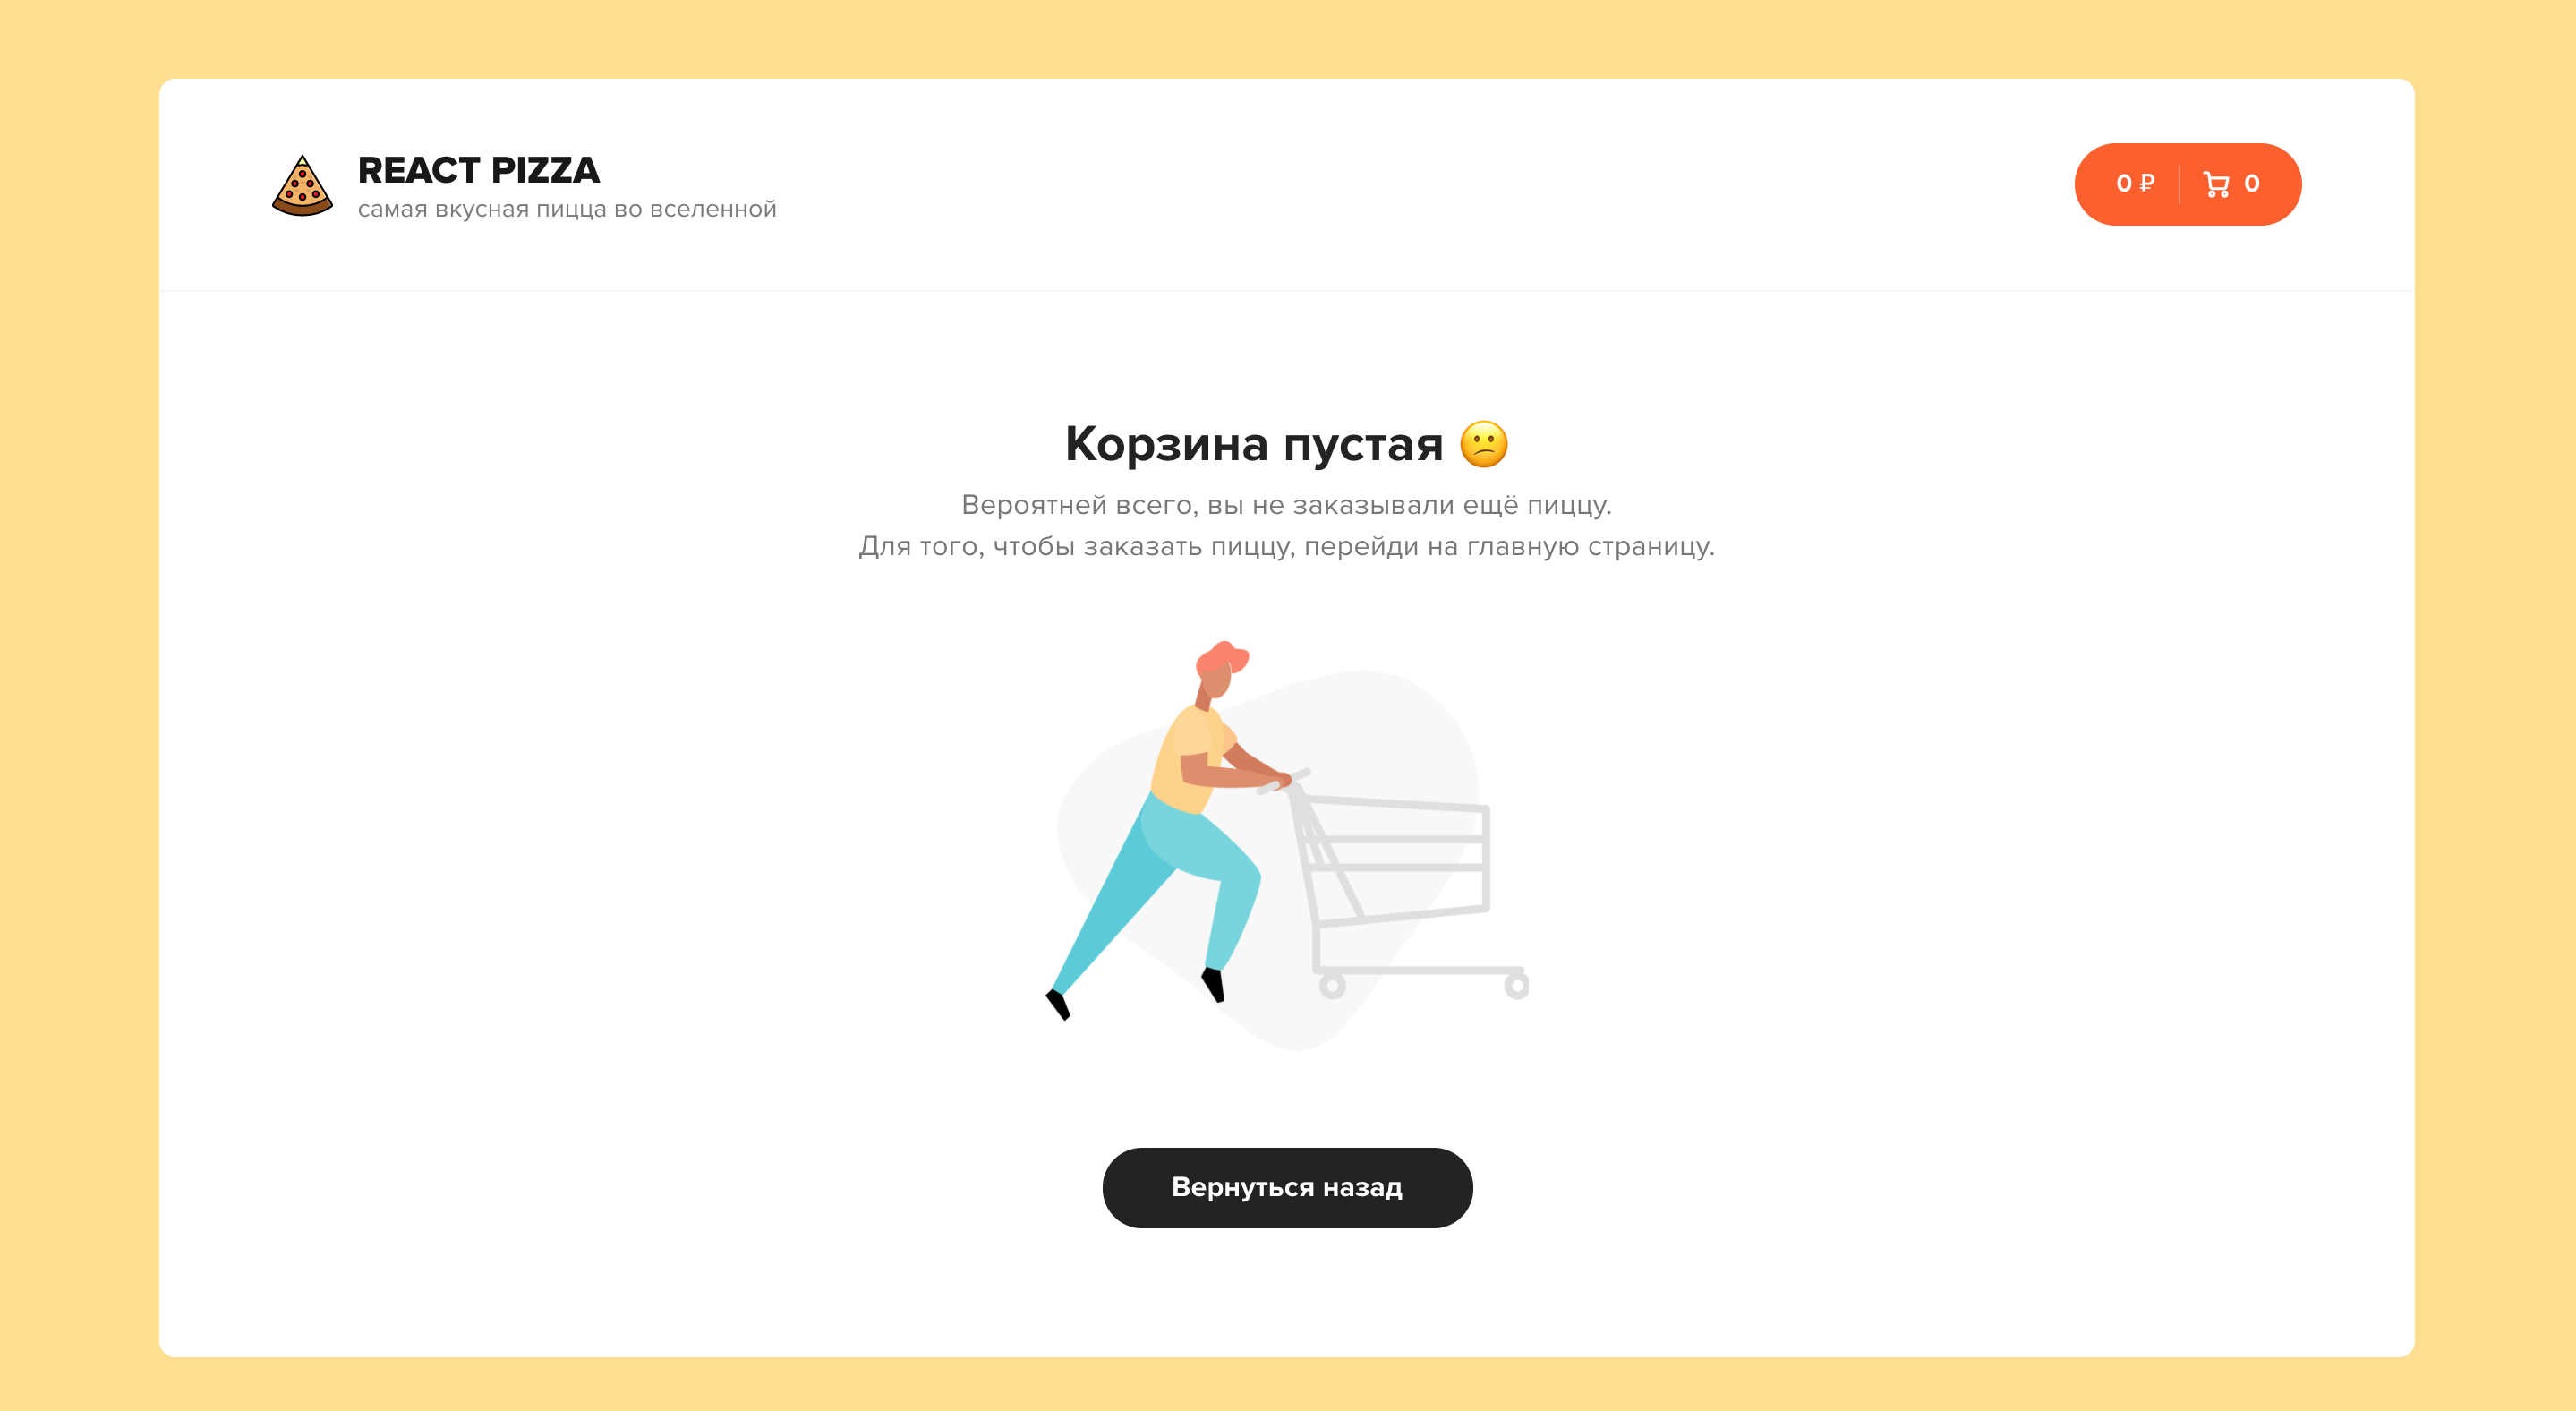 REACT PIZZA
самая вкусная пицца во вселенной
0 ₽ 0
Корзина пустая 😕
Вероятней всего, вы не заказывали ещё пиццу.
Для того, чтобы заказать пиццу, перейди на главную страницу.
Вернуться назад